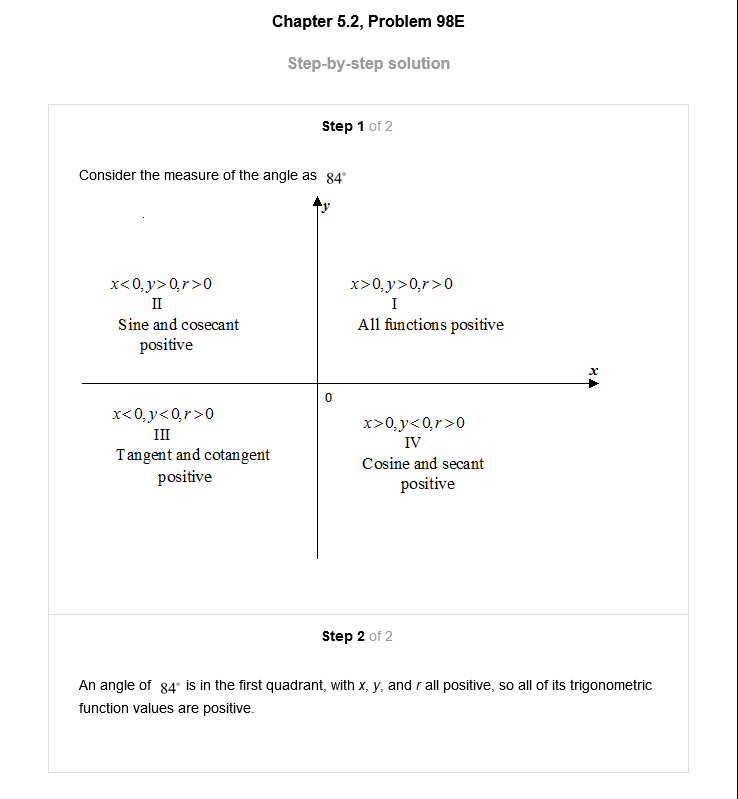 Chapter 5.2, Problem 98E
Step-by-step solution
Step 1 of 2
Consider the measure of the angle as 84°
y
x<0,y>0,r>0
II
Sine and cosecant
positive
x>0,y>0,r>0
I
All functions positive
x
0
x<0,y<0,r>0
III
Tangent and cotangent
positive
x>0,y<0,r>0
IV
Cosine and secant
positive
Step 2 of 2
An angle of 84° is in the first quadrant, with x, y, and r all positive, so all of its trigonometric
function values are positive.